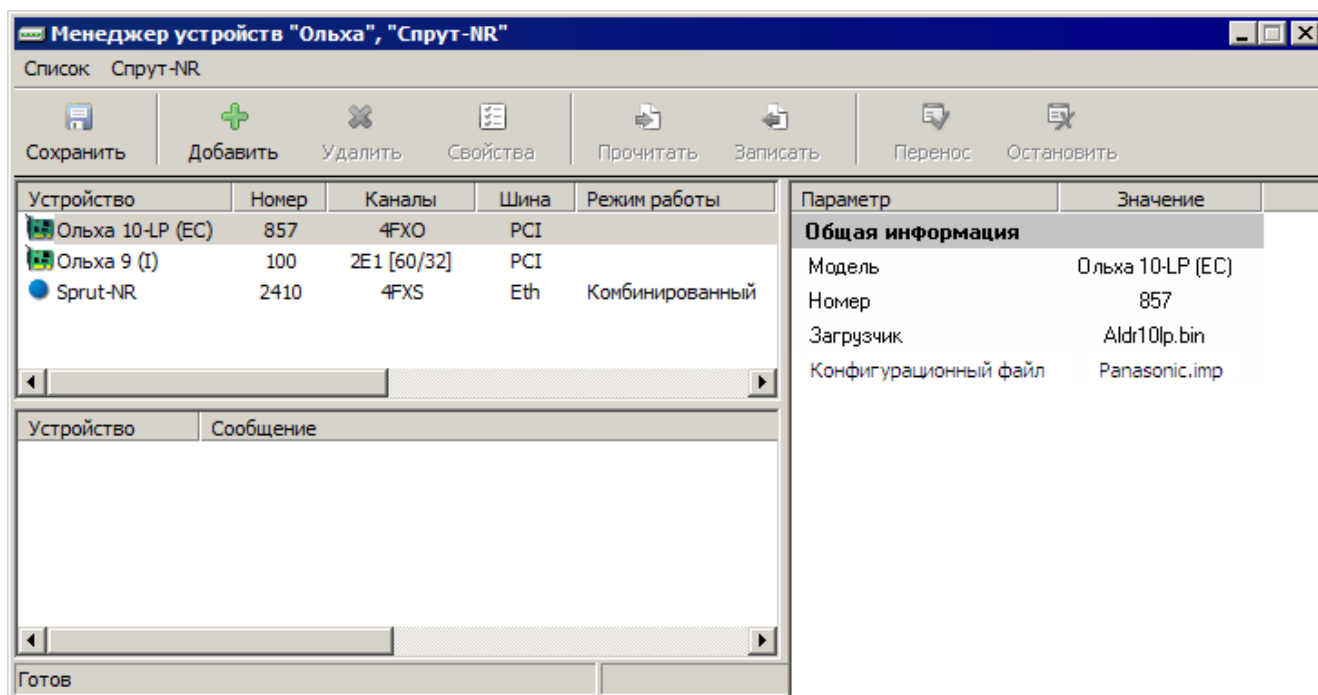 Менеджер устройств "Ольха", "Спрут-NR"
Список Спрут-NR
Сохранить Добавить Удалить Свойства Прочитать Записать Перенос Остановить
Устройство Номер Каналы Шина Режим работы
Ольха 10-LP (EC) 857 4FXO PCI
Ольха 9 (I) 100 2E1 [60/32] PCI
Sprut-NR 2410 4FXS Eth Комбинированный
Устройство Сообщение
Готов
Параметр Значение
Общая информация
Модель Ольха 10-LP (EC)
Номер 857
Загрузчик Aldr10lp.bin
Конфигурационный файл Panasonic.imp